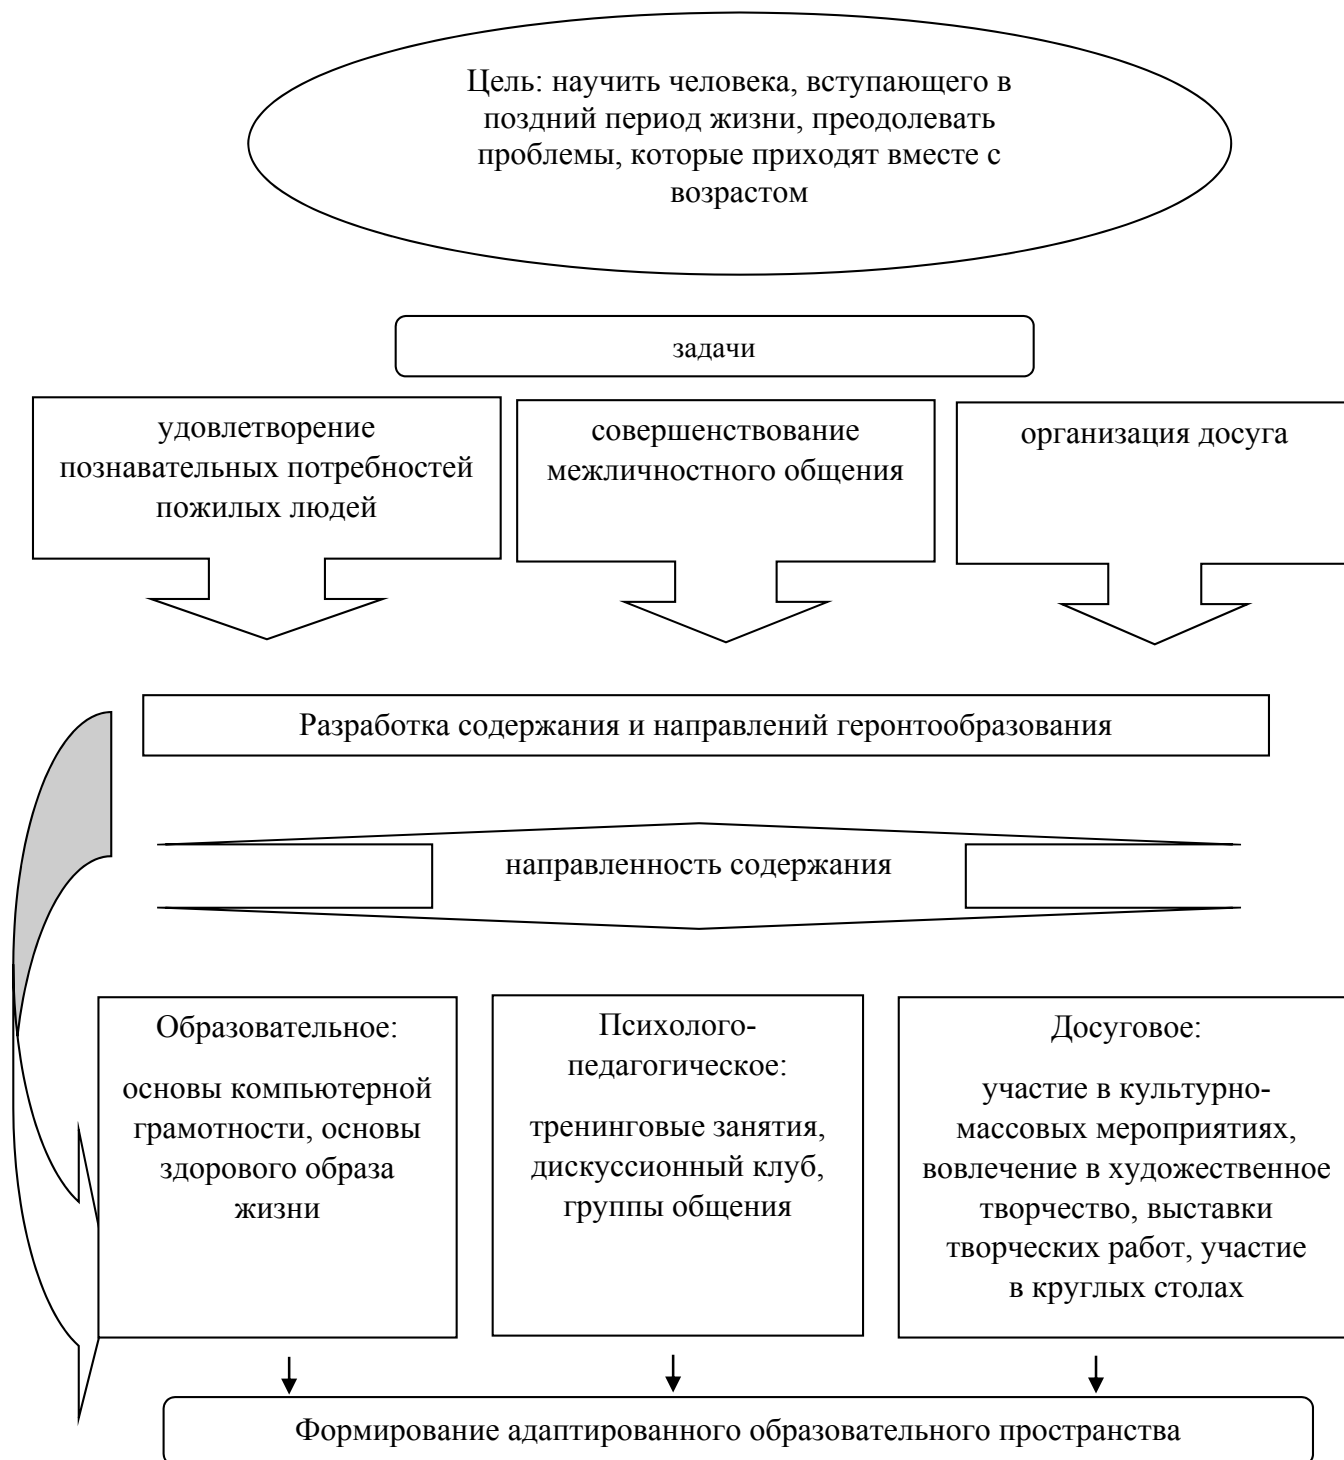 Цель: научить человека, вступающего в
поздний период жизни, преодолевать
проблемы, которые приходят вместе с
возрастом
задачи
удовлетворение
познавательных потребностей
пожилых людей
совершенствование
межличностного общения
организация досуга
Разработка содержания и направлений геронтообразования
направленность содержания
Образовательное:
основы компьютерной
грамотности, основы
здорового образа
жизни
Психолого-
педагогическое:
тренинговые занятия,
дискуссионный клуб,
группы общения
Досуговое:
участие в культурно-
массовых мероприятиях,
вовлечение в художественное
творчество, выставки
творческих работ, участие
в круглых столах
Формирование адаптированного образовательного пространства